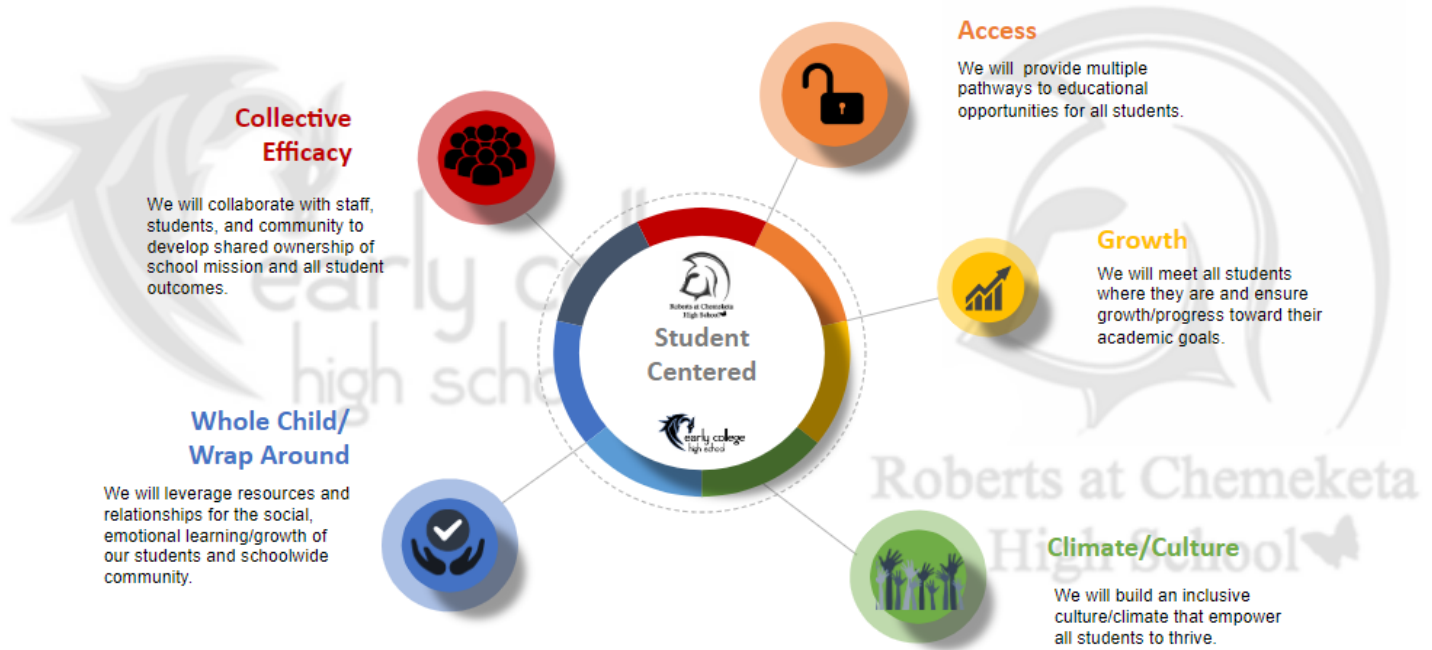 Access
We will  provide multiple
pathways to educational
opportunities for all students.
Collective
Efficacy
We will collaborate with staff,
students, and community to
develop shared ownership of
school mission and all student
outcomes.
Growth
We will meet all students
where they are and ensure
growth/progress toward their
academic goals.
Roberts at Chemeketa
High School
Student
Centered
early college
high school
Whole Child/
Wrap Around
We will leverage resources and
relationships for the social,
emotional learning/growth of
our students and schoolwide
community.
Climate/Culture
We will build an inclusive
culture/climate that empower
all students to thrive.
early college
high school
Roberts at Chemeketa
High School